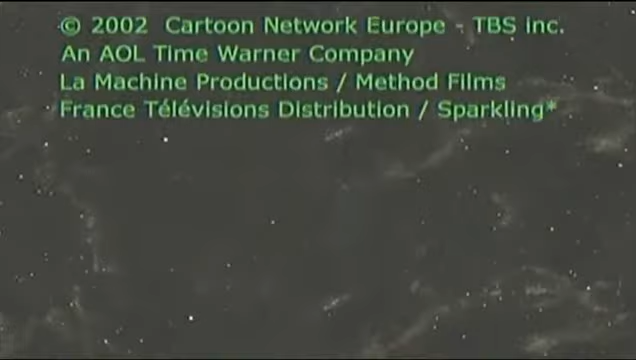 © 2002 Cartoon Network Europe - TBS inc.
An AOL Time Warner Company
La Machine Productions / Method Films
France Télévisions Distribution / Sparkling*